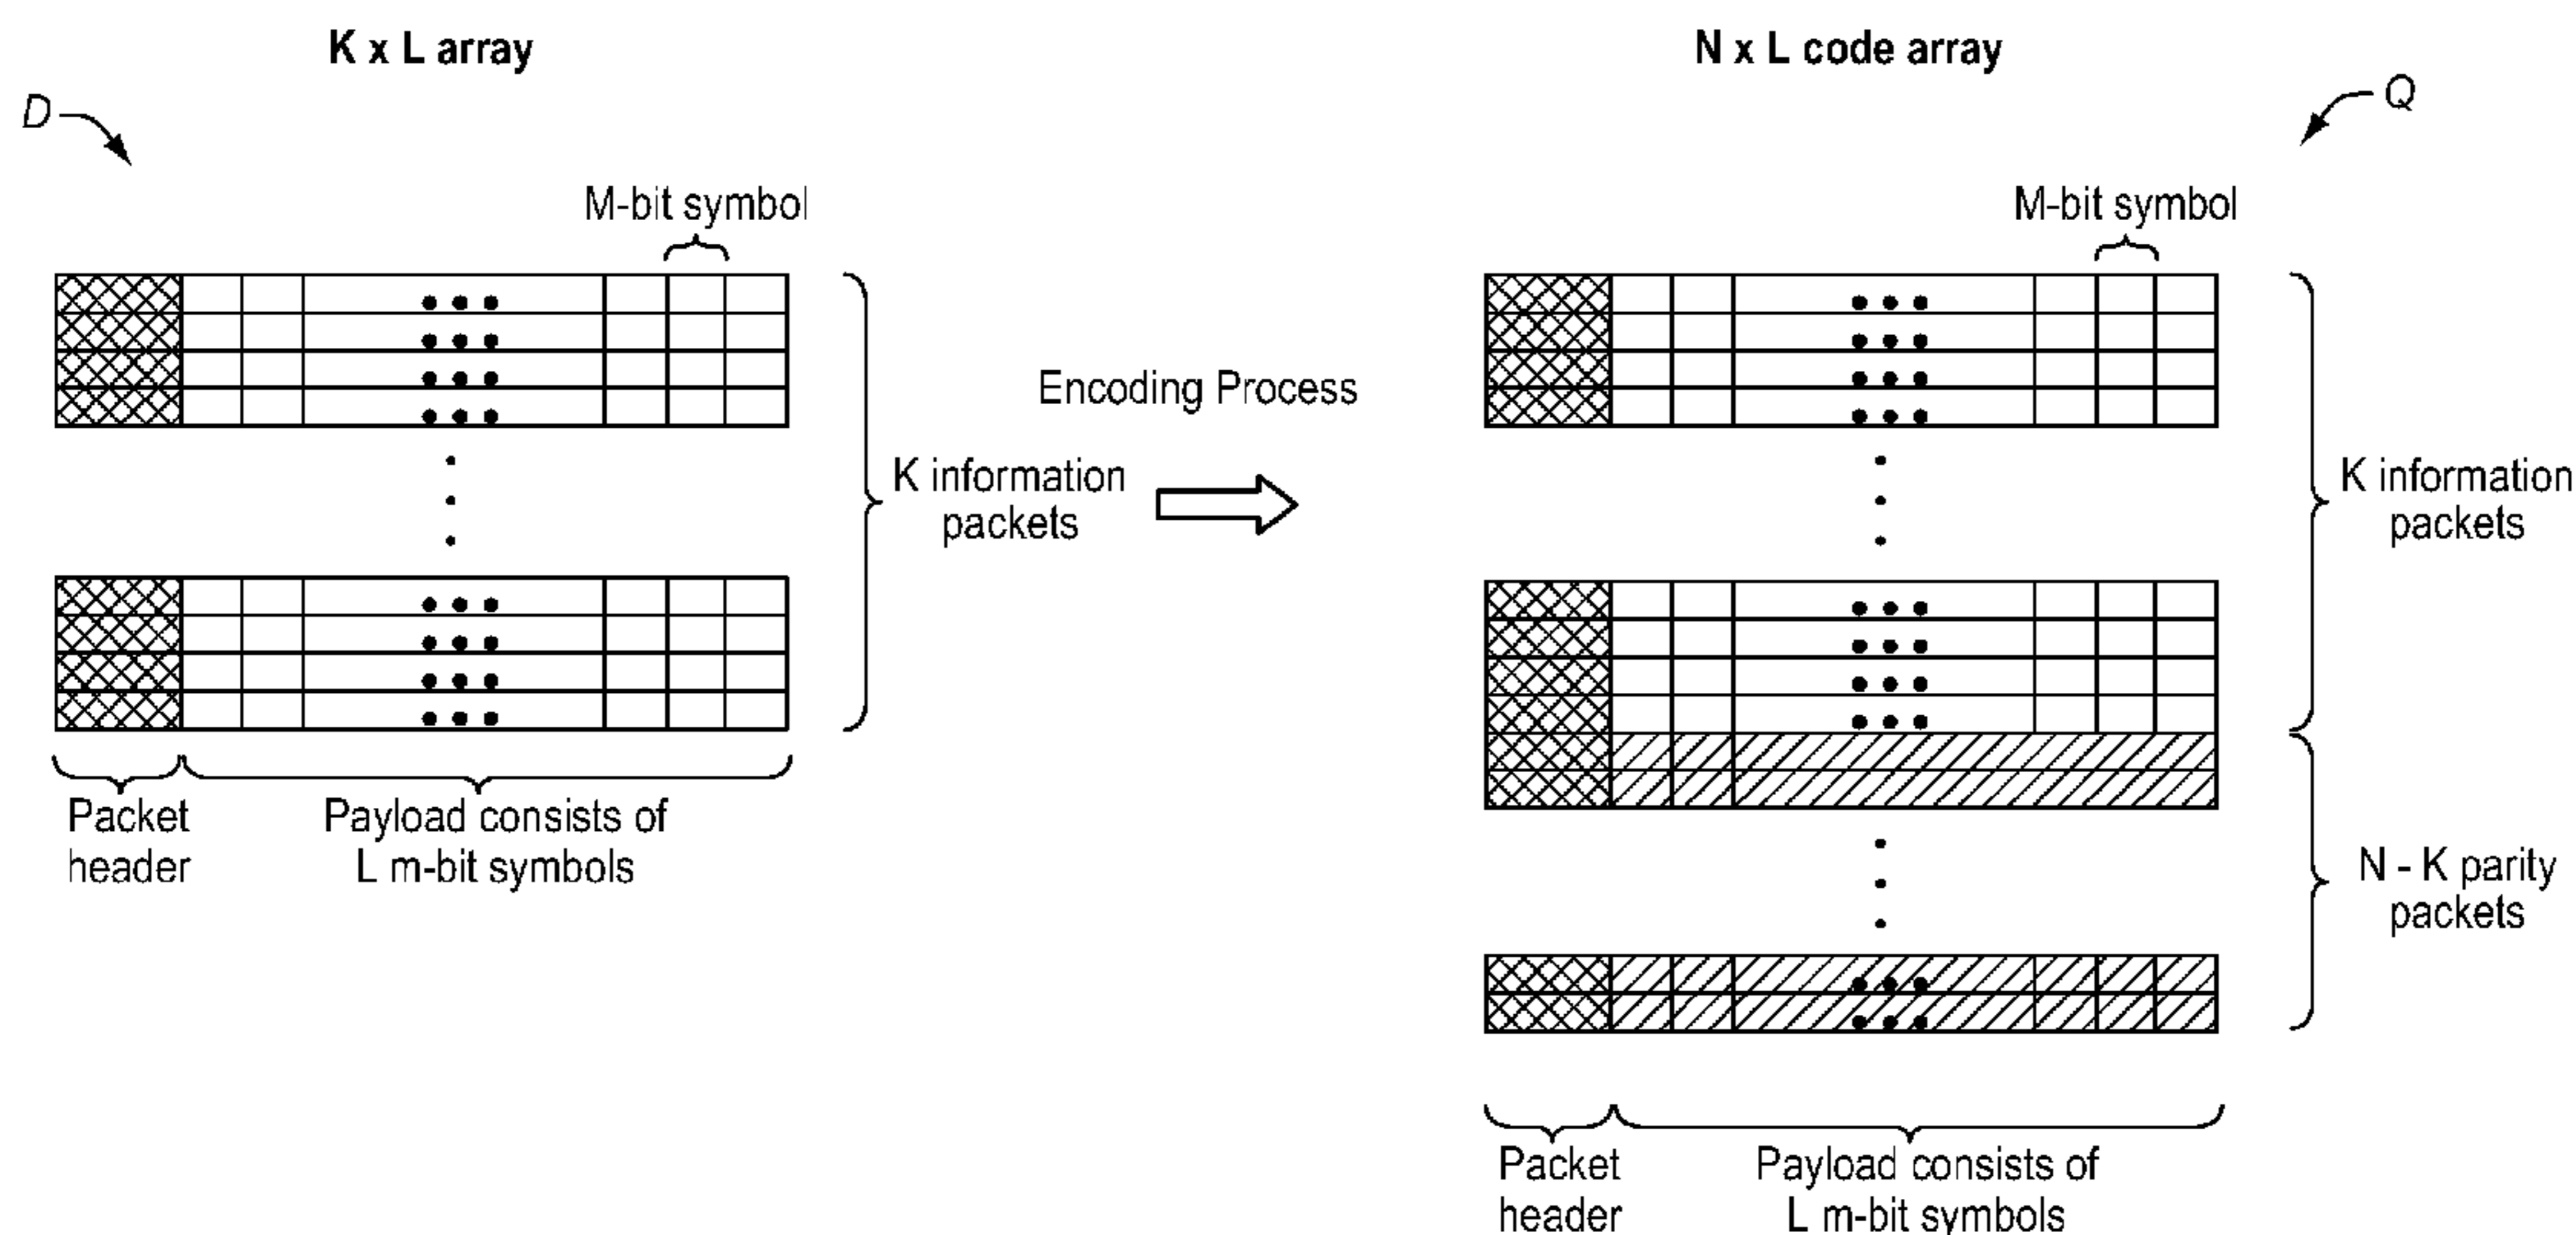 K x L array
D
M-bit symbol
K information
packets
Packet
header
Payload consists of
L m-bit symbols
Encoding Process
N x L code array
Q
M-bit symbol
K information
packets
N - K parity
packets
Packet
header
Payload consists of
L m-bit symbols